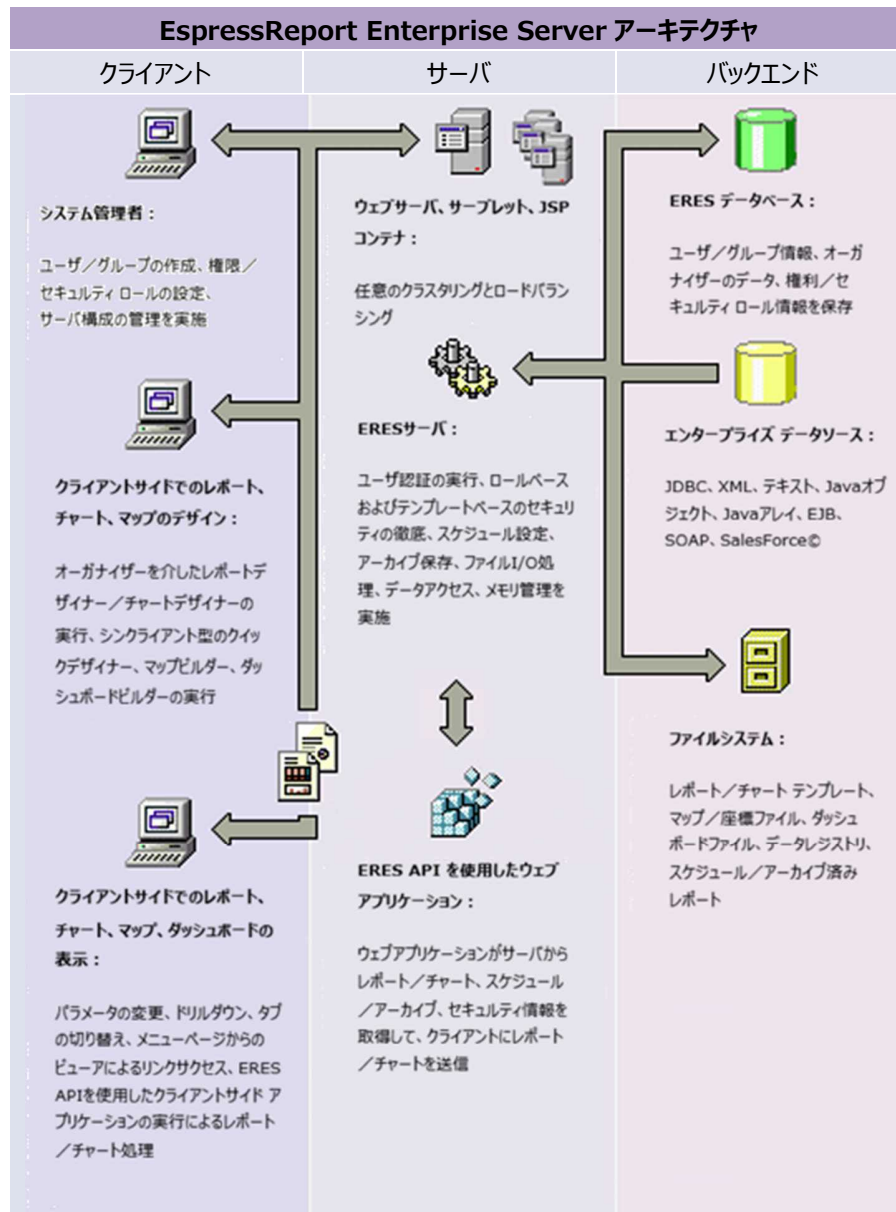 EspressReport Enterprise Server アーキテクチャ
クライアント
サーバ
バックエンド
システム管理者：
ユーザ／グループの作成、権限／
セキュルティ ロールの設定、
サーバ構成の管理を実施
クライアントサイドでのレポート、
チャート、マップのデザイン：
オーガナイザーを介したレポートデ
ザイナー／チャートデザイナーの
実行、シンクライアント型のクイッ
クデザイナー、マップビルダー、ダッ
シュボードビルダーの実行
クライアントサイドでのレポート、
チャート、マップ、ダッシュボードの
表示：
パラメータの変更、ドリルダウン、タブ
の切り替え、メニューページからの
ビューアによるリンクサクセス、ERES
APIを使用したクライアントサイド ア
プリケーションの実行によるレポート
／チャート処理
ウェブサーバ、サーブレット、JSP
コンテナ：
任意のクラスタリングとロードバラン
シング
ERESサーバ：
ユーザ認証の実行、ロールベース
およびテンプレートベースのセキュリ
ティの徹底、スケジュール設定、
アーカイブ保存、ファイルI/O処
理、データアクセス、メモリ管理を
実施
ERES API を使用したウェブ
アプリケーション：
ウェブアプリケーションがサーバから
レポート／チャート、スケジュール
／アーカイブ、セキュルティ情報を
取得して、クライアントにレポート
／チャートを送信
ERES データベース：
ユーザ／グループ情報、オーガ
ナイザーのデータ、権利／セ
キュルティ ロール情報を保存
エンタープライズ データソース：
JDBC、XML、テキスト、Javaオブ
ジェクト、Javaアレイ、EJB、
SOAP、SalesForce©
ファイルシステム：
レポート／チャート テンプレート、
マップ／座標ファイル、ダッシュ
ボードファイル、データレジストリ、
スケジュール／アーカイブ済み
レポート